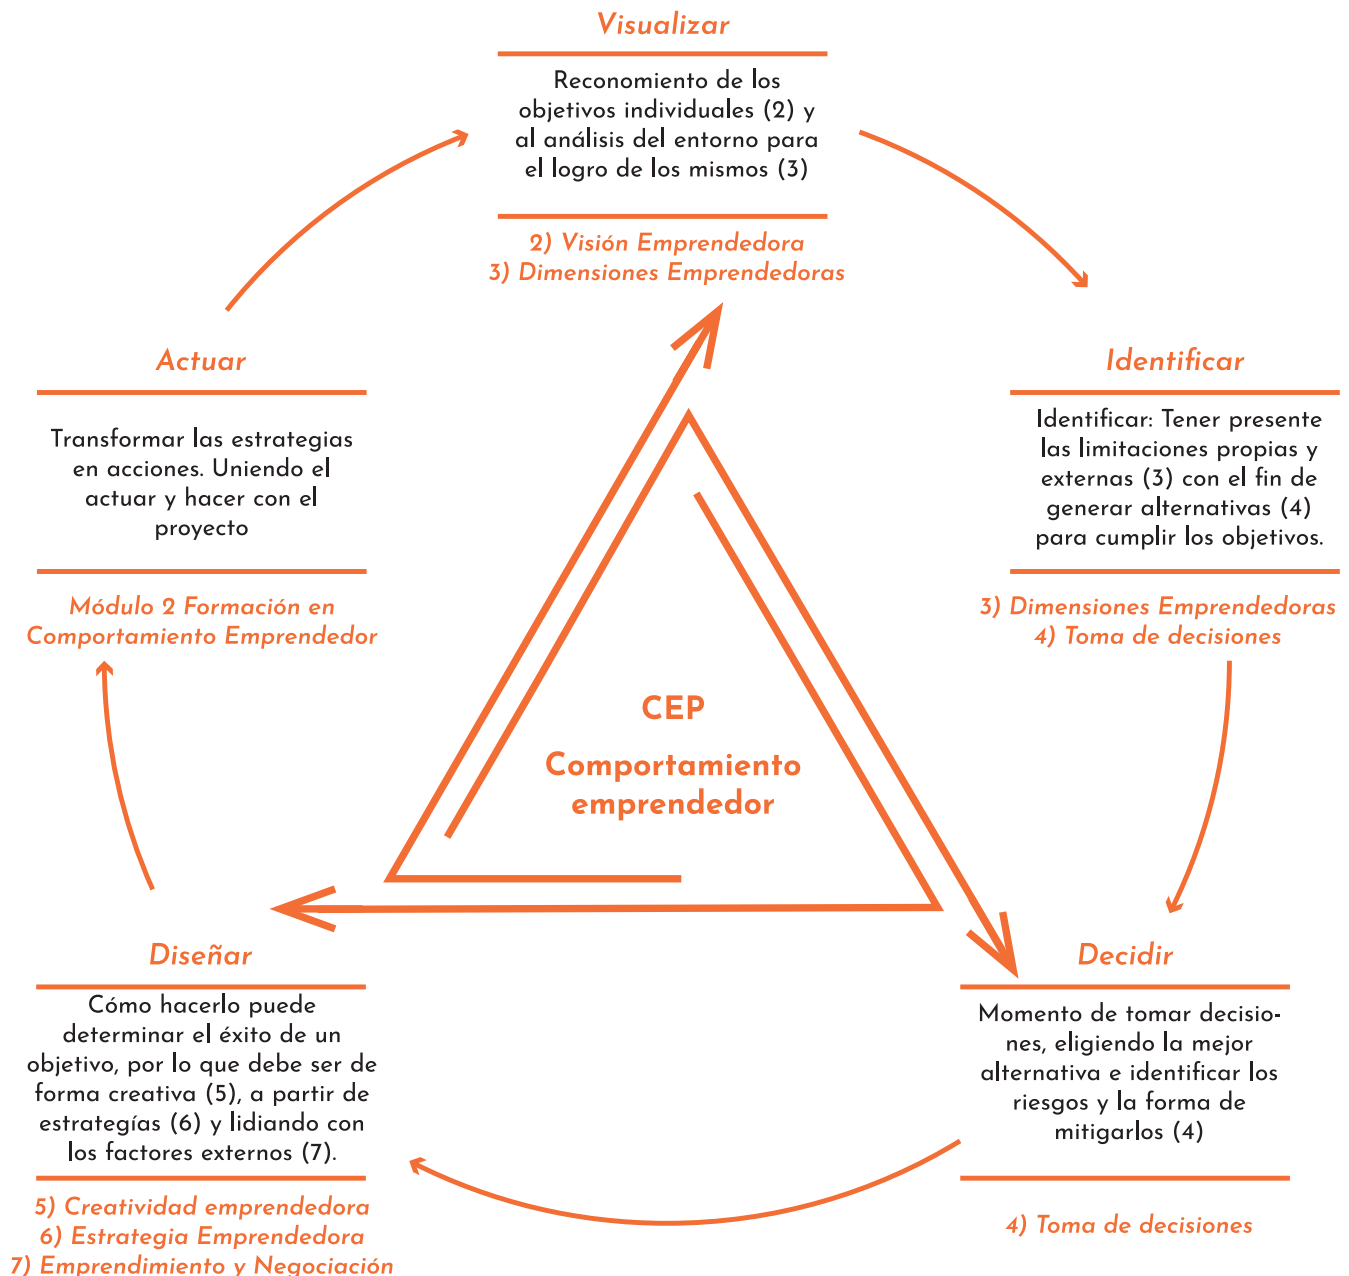 Visualizar
Reconomiento de los
objetivos individuales (2) y
al análisis del entorno para
el logro de los mismos (3)
2) Visión Emprendedora
3) Dimensiones Emprendedoras
Identificar
Identificar: Tener presente
las limitaciones propias y
externas (3) con el fin de
generar alternativas (4)
para cumplir los objetivos.
3) Dimensiones Emprendedoras
4) Toma de decisiones
Decidir
Momento de tomar decisio-
nes, eligiendo la mejor
alternativa e identificar los
riesgos y la forma de
mitigarlos (4)
4) Toma de decisiones
Diseñar
Cómo hacerlo puede
determinar el éxito de un
objetivo, por lo que debe ser de
forma creativa (5), a partir de
estrategías (6) y lidiando con
los factores externos (7).
5) Creatividad emprendedora
6) Estrategia Emprendedora
7) Emprendimiento y Negociación
Actuar
Transformar las estrategias
en acciones. Uniendo el
actuar y hacer con el
proyecto
Módulo 2 Formación en
Comportamiento Emprendedor
CEP
Comportamiento
emprendedor